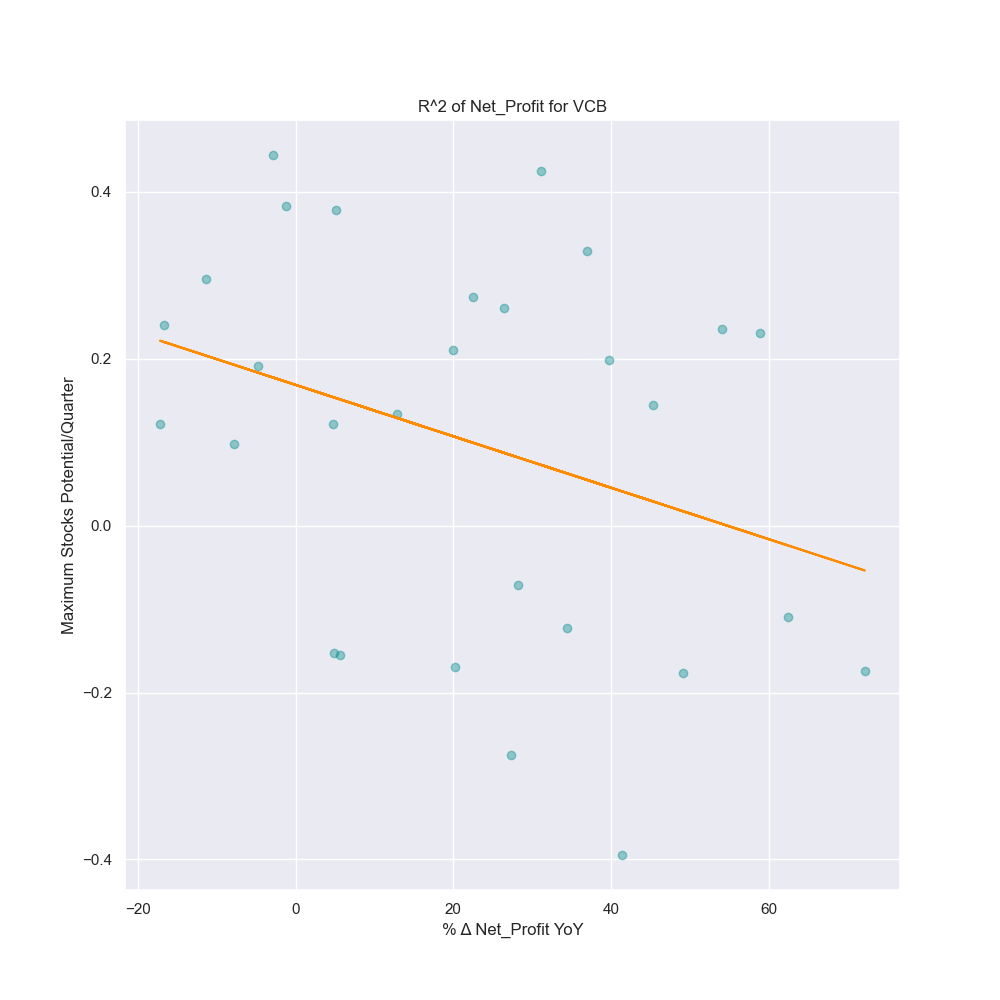 R^2 of Net_Profit for VCB
Maximum Stocks Potential/Quarter
0.4
0.2
0.0
−0.2
−0.4
−20 0 20 40 60
% Δ Net_Profit YoY